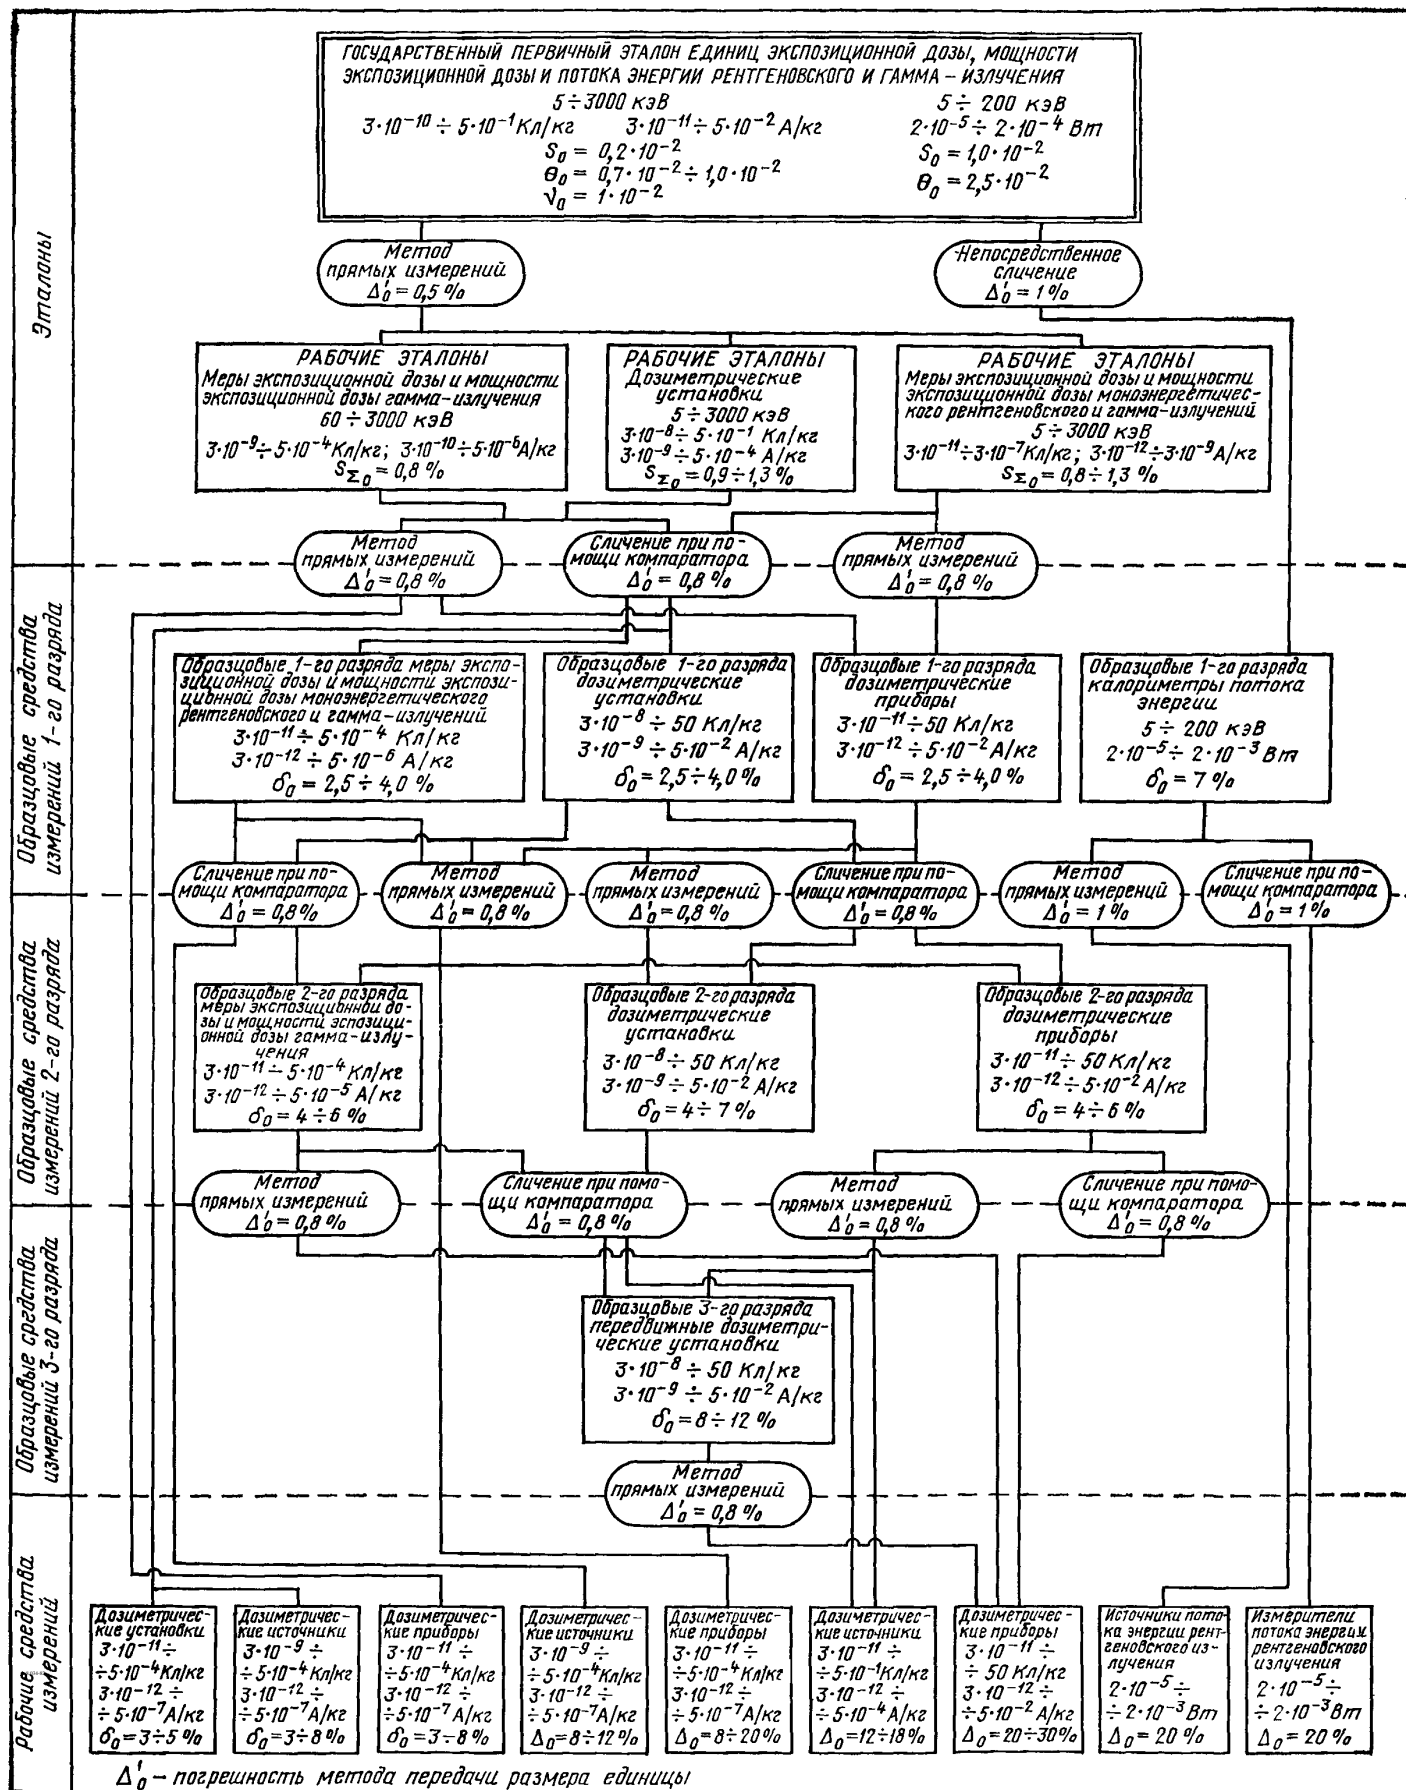 ГОСУДАРСТВЕННЫЙ ПЕРВИЧНЫЙ ЭТАЛОН ЕДИНИЦ ЭКСПОЗИЦИОННОЙ ДОЗЫ, МОЩНОСТИ
ЭКСПОЗИЦИОННОЙ ДОЗЫ И ПОТОКА ЭНЕРГИИ РЕНТГЕНОВСКОГО И ГАММА – ИЗЛУЧЕНИЯ
5÷3000 кэВ
3·10⁻¹⁰ ÷ 5·10⁻¹ Кл/кг 3·10⁻¹¹ ÷ 5·10⁻² А/кг
S₀ = 0,2·10⁻²
Θ₀ = 0,7·10⁻² ÷ 1,0·10⁻²
ν₀ = 1·10⁻²
5 ÷ 200 кэВ
2·10⁻⁵ ÷ 2·10⁻⁴ Вт
S₀ = 1,0·10⁻²
Θ₀ = 2,5·10⁻²
Эталоны
Метод
прямых измерений
Δ'₀ = 0,5 %
Непосредственное
сличение
Δ'₀ = 1 %
РАБОЧИЕ ЭТАЛОНЫ
Меры экспозиционной дозы и мощности
экспозиционной дозы гамма-излучения
60 ÷ 3000 кэВ
3·10⁻⁹ ÷ 5·10⁻⁴ Кл/кг; 3·10⁻¹⁰ ÷ 5·10⁻⁶ А/кг
S_Σ₀ = 0,8 %
РАБОЧИЕ ЭТАЛОНЫ
Дозиметрические
установки
5 ÷ 3000 кэВ
3·10⁻⁸ ÷ 5·10⁻¹ Кл/кг
3·10⁻⁹ ÷ 5·10⁻⁴ А/кг
S_Σ₀ = 0,9 ÷ 1,3 %
РАБОЧИЕ ЭТАЛОНЫ
Меры экспозиционной дозы и мощности
экспозиционной дозы моноэнергетичес-
кого рентгеновского и гамма-излучений
5 ÷ 3000 кэВ
3·10⁻¹¹ ÷ 3·10⁻⁷ Кл/кг; 3·10⁻¹² ÷ 3·10⁻⁹ А/кг
S_Σ₀ = 0,8 ÷ 1,3 %
Метод
прямых измерений
Δ'₀ = 0,8 %
Сличение при по-
мощи компаратора
Δ'₀ = 0,8 %
Метод
прямых измерений
Δ'₀ = 0,8 %
Образцовые средства
измерений 1-го разряда
Образцовые 1-го разряда меры экспо-
зиционной дозы и мощности экспози-
ционной дозы моноэнергетического
рентгеновского и гамма-излучений
3·10⁻¹¹ ÷ 5·10⁻⁴ Кл/кг
3·10⁻¹² ÷ 5·10⁻⁶ А/кг
δ₀ = 2,5 ÷ 4,0 %
Образцовые 1-го разряда
дозиметрические
установки
3·10⁻⁸ ÷ 50 Кл/кг
3·10⁻⁹ ÷ 5·10⁻² А/кг
δ₀ = 2,5 ÷ 4,0 %
Образцовые 1-го разряда
дозиметрические
приборы
3·10⁻¹¹ ÷ 50 Кл/кг
3·10⁻¹² ÷ 5·10⁻² А/кг
δ₀ = 2,5 ÷ 4,0 %
Образцовые 1-го разряда
калориметры потока
энергии
5 ÷ 200 кэВ
2·10⁻⁵ ÷ 2·10⁻³ Вт
δ₀ = 7 %
Сличение при по-
мощи компаратора
Δ'₀ = 0,8 %
Метод
прямых измерений
Δ'₀ = 0,8 %
Метод
прямых измерений
Δ'₀ = 0,8 %
Сличение при по-
мощи компаратора
Δ'₀ = 0,8 %
Метод
прямых измерений
Δ'₀ = 1 %
Сличение при по-
мощи компаратора
Δ'₀ = 1 %
Образцовые средства
измерений 2-го разряда
Образцовые 2-го разряда
меры экспозиционной до-
зы и мощности эспозици-
онной дозы гамма-излу-
чения
3·10⁻¹¹ ÷ 5·10⁻⁴ Кл/кг
3·10⁻¹² ÷ 5·10⁻⁵ А/кг
δ₀ = 4 ÷ 6 %
Образцовые 2-го разряда
дозиметрические
установки
3·10⁻⁸ ÷ 50 Кл/кг
3·10⁻⁹ ÷ 5·10⁻² А/кг
δ₀ = 4 ÷ 7 %
Образцовые 2-го разряда
дозиметрические
приборы
3·10⁻¹¹ ÷ 50 Кл/кг
3·10⁻¹² ÷ 5·10⁻² А/кг
δ₀ = 4 ÷ 6 %
Метод
прямых измерений
Δ'₀ = 0,8 %
Сличение при помо-
щи компаратора
Δ'₀ = 0,8 %
Метод
прямых измерений
Δ'₀ = 0,8 %
Сличение при помо-
щи компаратора
Δ'₀ = 0,8 %
Образцовые средства
измерений 3-го разряда
Образцовые 3-го разряда
передвижные дозиметри-
ческие установки
3·10⁻⁸ ÷ 50 Кл/кг
3·10⁻⁹ ÷ 5·10⁻² А/кг
δ₀ = 8 ÷ 12 %
Метод
прямых измерений
Δ'₀ = 0,8 %
Рабочие средства
измерений
Дозиметричес-
кие установки
3·10⁻¹¹ ÷
÷ 5·10⁻⁴ Кл/кг
3·10⁻¹² ÷
÷ 5·10⁻⁷ А/кг
δ₀ = 3 ÷ 5 %
Дозиметричес-
кие источники
3·10⁻⁹ ÷
÷ 5·10⁻⁴ Кл/кг
3·10⁻¹² ÷
÷ 5·10⁻⁷ А/кг
δ₀ = 3 ÷ 8 %
Дозиметричес-
кие приборы
3·10⁻¹¹ ÷
÷ 5·10⁻⁴ Кл/кг
3·10⁻¹² ÷
÷ 5·10⁻⁷ А/кг
δ₀ = 3 ÷ 8 %
Дозиметричес-
кие источники
3·10⁻⁹ ÷
÷ 5·10⁻⁴ Кл/кг
3·10⁻¹² ÷
÷ 5·10⁻⁷ А/кг
Δ₀ = 8 ÷ 12 %
Дозиметричес-
кие приборы
3·10⁻¹¹ ÷
÷ 5·10⁻⁴ Кл/кг
3·10⁻¹² ÷
÷ 5·10⁻⁷ А/кг
Δ₀ = 8 ÷ 20 %
Дозиметричес-
кие источники
3·10⁻¹¹ ÷
÷ 5·10⁻¹ Кл/кг
3·10⁻¹² ÷
÷ 5·10⁻⁴ А/кг
Δ₀ = 12 ÷ 18 %
Дозиметричес-
кие приборы
3·10⁻¹¹ ÷
÷ 50 Кл/кг
3·10⁻¹² ÷
÷ 5·10⁻² А/кг
Δ₀ = 20 ÷ 30 %
Источники пото-
ка энергии рент-
геновского из-
лучения
2·10⁻⁵ ÷
÷ 2·10⁻³ Вт
Δ₀ = 20 %
Измерители
потока энергии
рентгеновского
излучения
2·10⁻⁵ ÷
÷ 2·10⁻³ Вт
Δ₀ = 20 %
Δ'₀ – погрешность метода передачи размера единицы